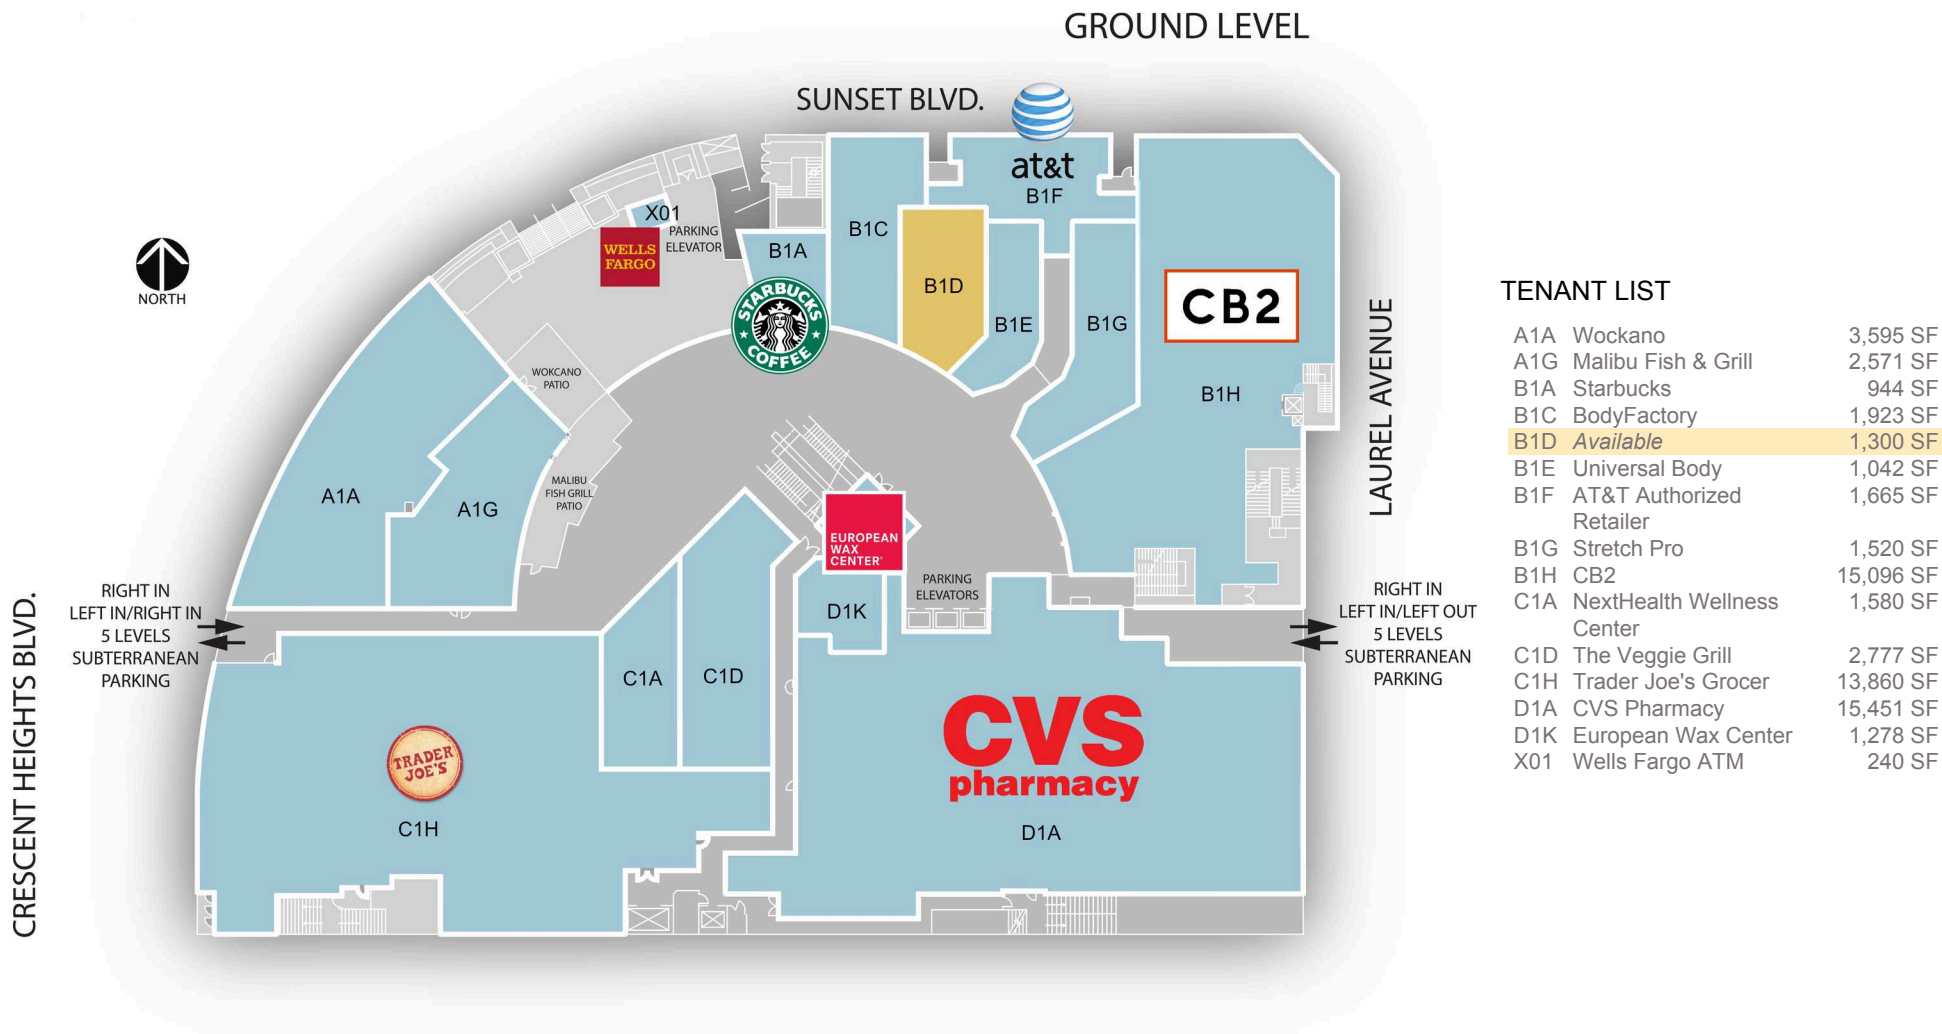 GROUND LEVEL
SUNSET BLVD.
at&t
B1F
X01
PARKING
ELEVATOR
WELLS
FARGO
B1A
B1C
STARBUCKS
COFFEE
B1D
B1E
B1G
CB2
B1H
NORTH
WOKCANO
PATIO
MALIBU
FISH GRILL
PATIO
A1A
A1G
LAUREL AVENUE
EUROPEAN
WAX
CENTER
PARKING
ELEVATORS
D1K
CRESCENT HEIGHTS BLVD.
RIGHT IN
LEFT IN/RIGHT IN
5 LEVELS
SUBTERRANEAN
PARKING
RIGHT IN
LEFT IN/LEFT OUT
5 LEVELS
SUBTERRANEAN
PARKING
C1A
C1D
TRADER
JOE'S
C1H
CVS
pharmacy
D1A
TENANT LIST
A1A Wockano 3,595 SF
A1G Malibu Fish & Grill 2,571 SF
B1A Starbucks 944 SF
B1C BodyFactory 1,923 SF
B1D Available 1,300 SF
B1E Universal Body 1,042 SF
B1F AT&T Authorized 1,665 SF
Retailer
B1G Stretch Pro 1,520 SF
B1H CB2 15,096 SF
C1A NextHealth Wellness 1,580 SF
Center
C1D The Veggie Grill 2,777 SF
C1H Trader Joe's Grocer 13,860 SF
D1A CVS Pharmacy 15,451 SF
D1K European Wax Center 1,278 SF
X01 Wells Fargo ATM 240 SF